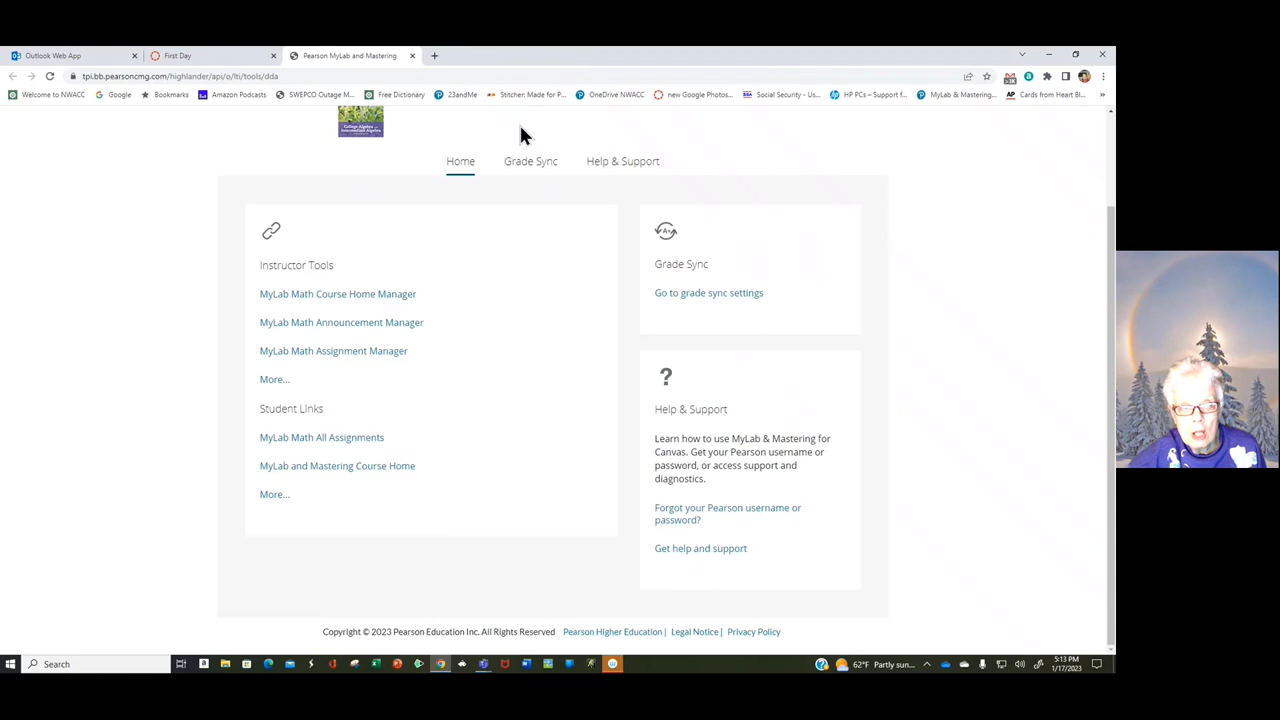 Outlook Web App
First Day
Pearson MyLab and Mastering
tpi.bb.pearsoncmg.com/highlander/api/o/lti/tools/dda
Welcome to NWACC
Google
Bookmarks
Amazon Podcasts
SWEPCO Outage M...
Free Dictionary
23andMe
Stitcher: Made for P...
OneDrive NWACC
new Google Photos...
Social Security - Us...
HP PCs – Support f...
MyLab & Mastering...
AP Cards from Heart Bl...
College Algebra
Intermediate Algebra
Home
Grade Sync
Help & Support
Instructor Tools
MyLab Math Course Home Manager
MyLab Math Announcement Manager
MyLab Math Assignment Manager
More...
Student Links
MyLab Math All Assignments
MyLab and Mastering Course Home
More...
Grade Sync
Go to grade sync settings
?
Help & Support
Learn how to use MyLab & Mastering for
Canvas. Get your Pearson username or
password, or access support and
diagnostics.
Forgot your Pearson username or
password?
Get help and support
Copyright © 2023 Pearson Education Inc. All Rights Reserved
Pearson Higher Education |
Legal Notice |
Privacy Policy
Search
62°F Partly sun...
5:13 PM
1/17/2023